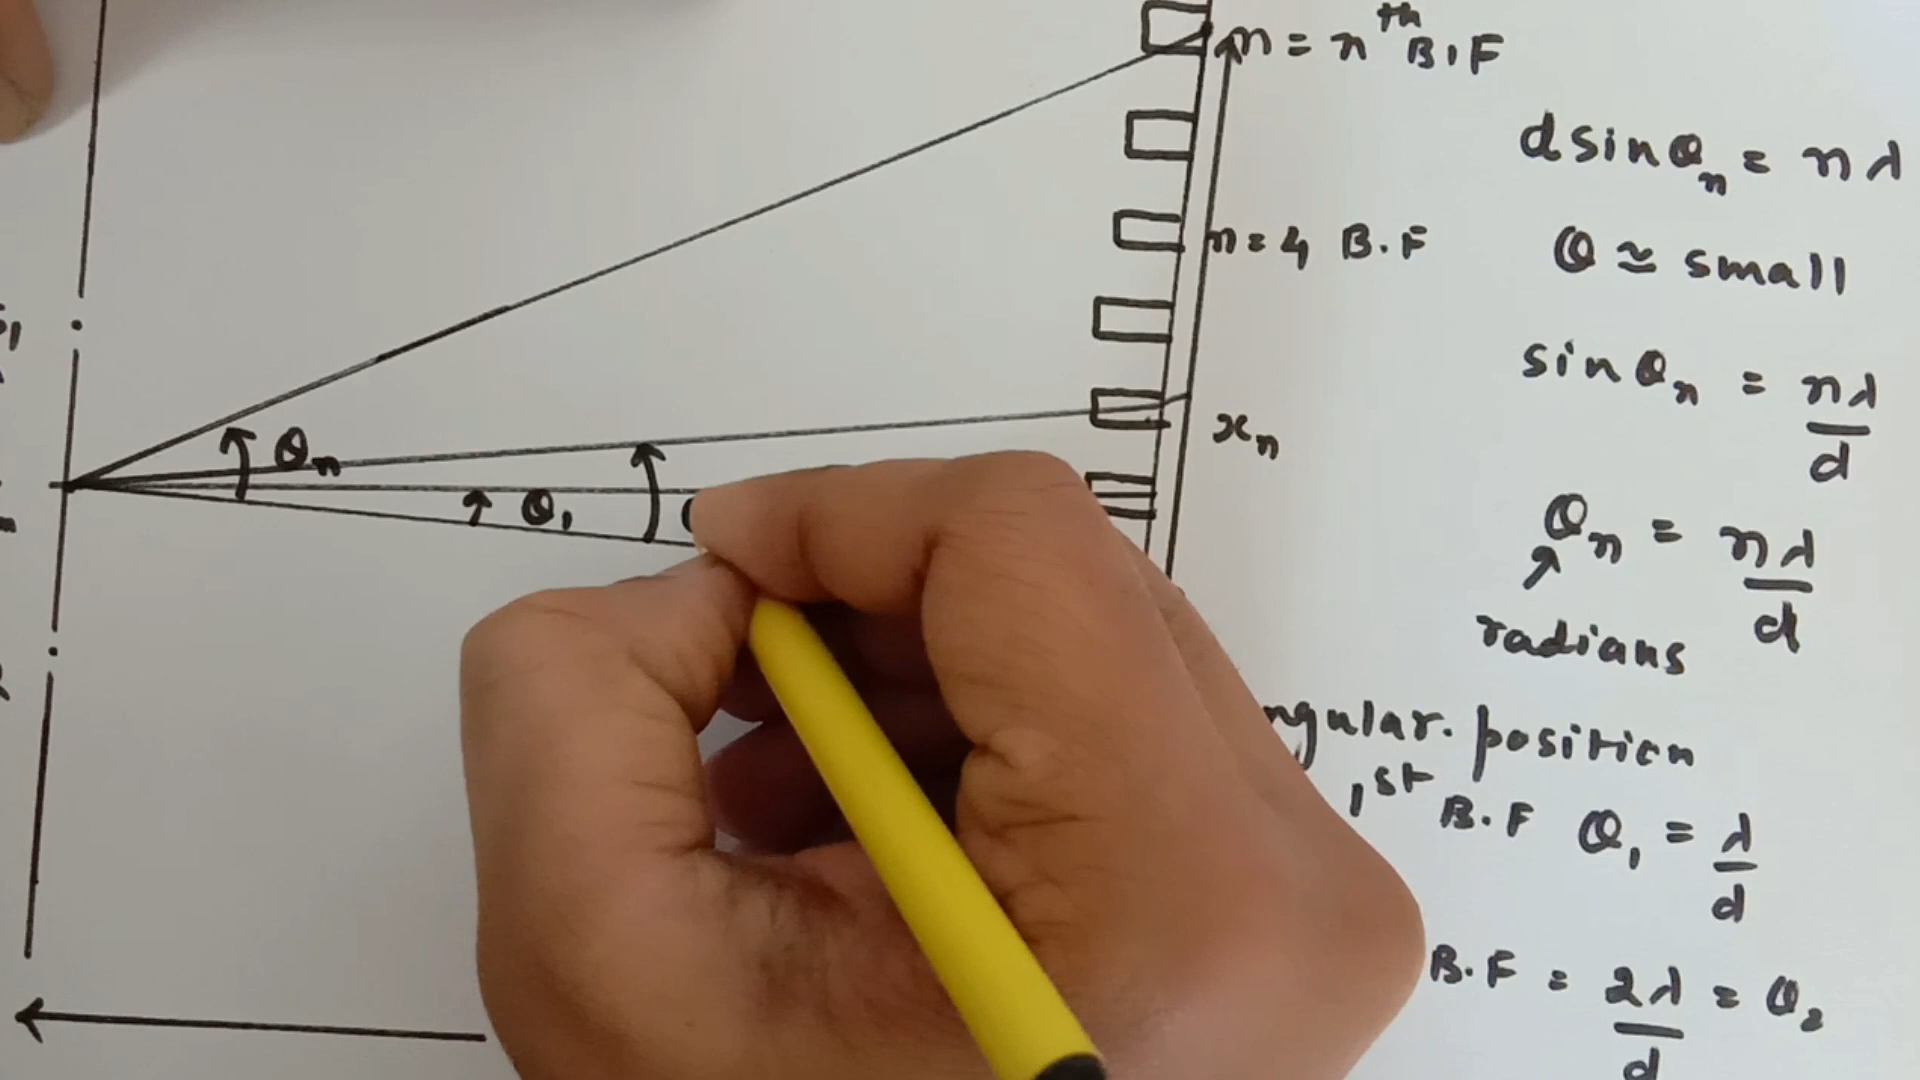 n = nth B.F
d sin θn = nλ
n = 4 B.F
θ ≃ small
sin θn = nλ/d
xn
θn
θ1
θn = nλ/d
radians
ngular. position
1st B.F θ1 = λ/d
B.F = 2λ/d = θ2